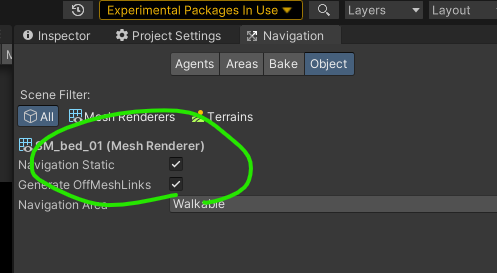 Experimental Packages In Use Layers Layout
Inspector Project Settings Navigation
Agents Areas Bake Object
Scene Filter:
All Mesh Renderers Terrains
SM_bed_01 (Mesh Renderer)
Navigation Static
Generate OffMeshLinks
Navigation Area Walkable